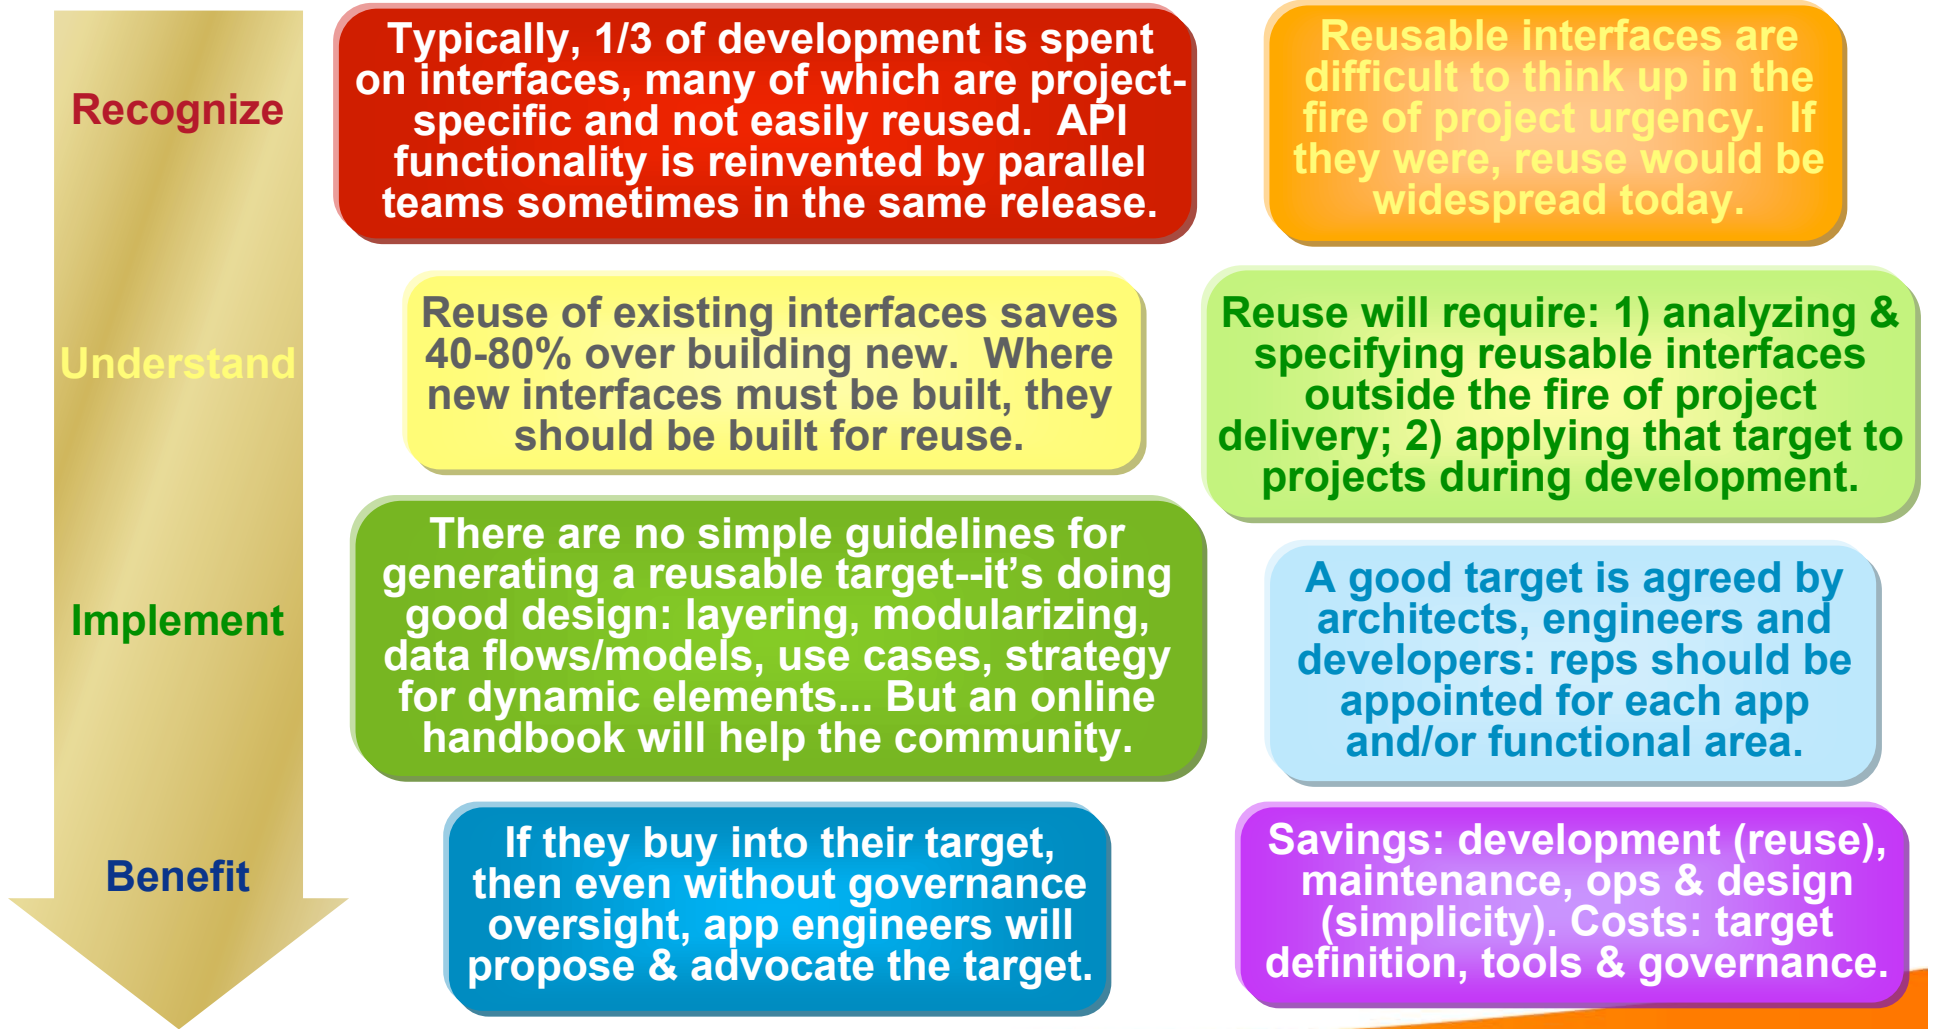 Recognize
Typically, 1/3 of development is spent
on interfaces, many of which are project-
specific and not easily reused.  API
functionality is reinvented by parallel
teams sometimes in the same release.
Reusable interfaces are
difficult to think up in the
fire of project urgency.  If
they were, reuse would be
widespread today.
Understand
Reuse of existing interfaces saves
40-80% over building new.  Where
new interfaces must be built, they
should be built for reuse.
Reuse will require: 1) analyzing &
specifying reusable interfaces
outside the fire of project
delivery; 2) applying that target to
projects during development.
Implement
There are no simple guidelines for
generating a reusable target--it’s doing
good design: layering, modularizing,
data flows/models, use cases, strategy
for dynamic elements... But an online
handbook will help the community.
A good target is agreed by
architects, engineers and
developers: reps should be
appointed for each app
and/or functional area.
Benefit
If they buy into their target,
then even without governance
oversight, app engineers will
propose & advocate the target.
Savings: development (reuse),
maintenance, ops & design
(simplicity). Costs: target
definition, tools & governance.